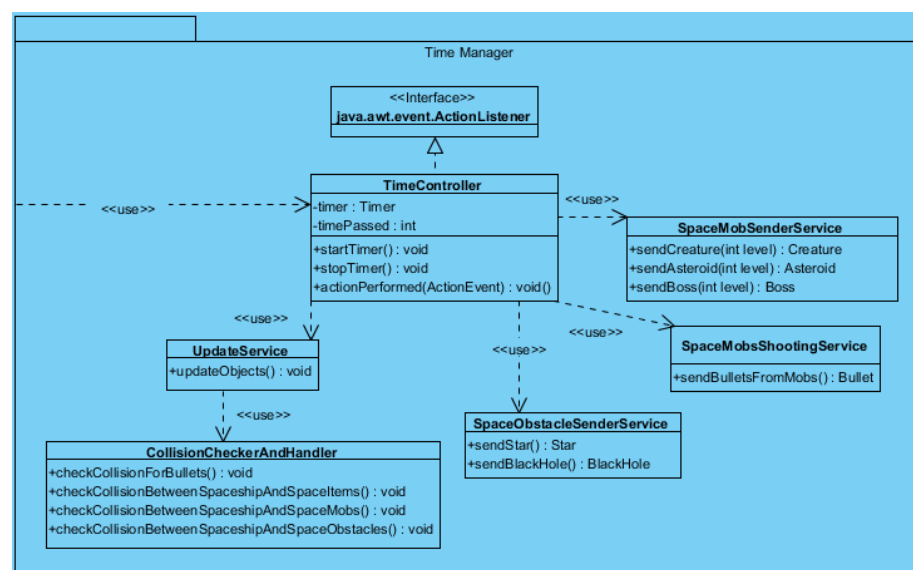 Time Manager
<<Interface>>
java.awt.event.ActionListener
TimeController
-timer : Timer
-timePassed : int
+startTimer() : void
+stopTimer() : void
+actionPerformed(ActionEvent) : void()
<<use>>
<<use>>
SpaceMobSenderService
+sendCreature(int level) : Creature
+sendAsteroid(int level) : Asteroid
+sendBoss(int level) : Boss
<<use>>
<<use>>
<<use>>
UpdateService
+updateObjects() : void
SpaceMobsShootingService
+sendBulletsFromMobs() : Bullet
<<use>>
SpaceObstacleSenderService
+sendStar() : Star
+sendBlackHole() : BlackHole
CollisionCheckerAndHandler
+checkCollisionForBullets() : void
+checkCollisionBetweenSpaceshipAndSpaceItems() : void
+checkCollisionBetweenSpaceshipAndSpaceMobs() : void
+checkCollisionBetweenSpaceshipAndSpaceObstacles() : void